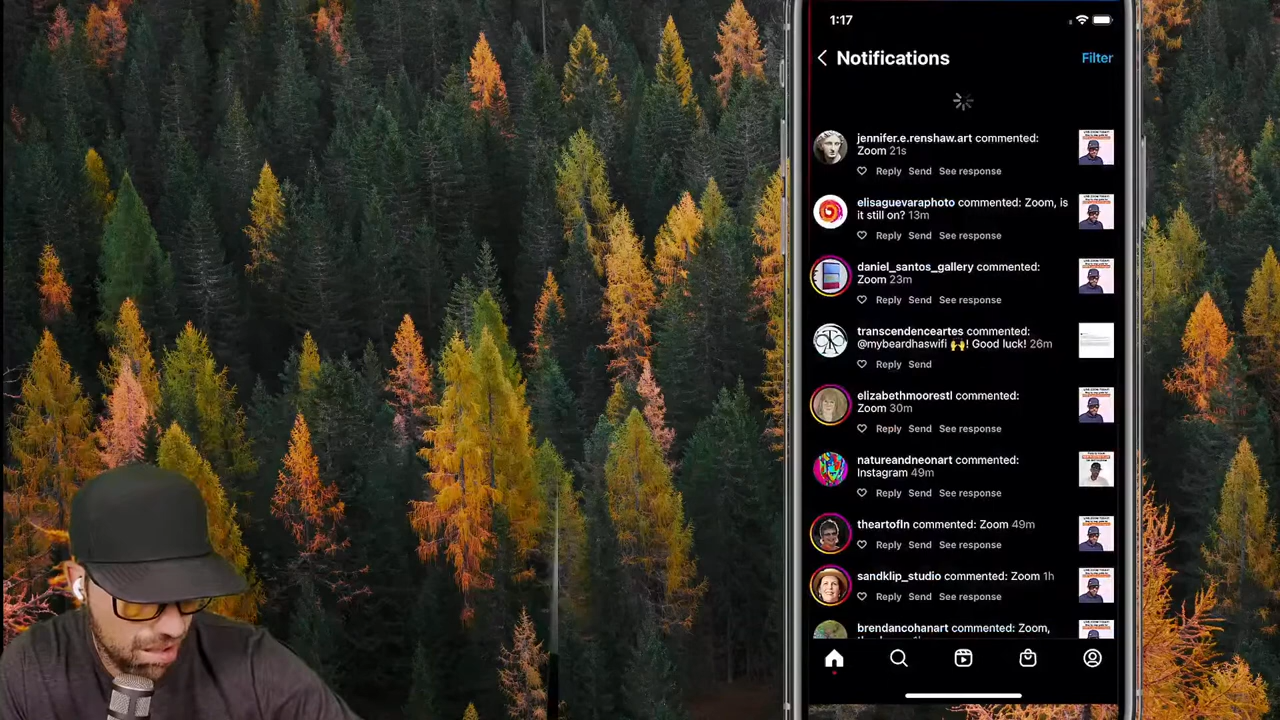 1:17
Notifications
Filter
jennifer.e.renshaw.art commented:
Zoom 21s
Reply Send See response
elisaguevaraphoto commented: Zoom, is
it still on? 13m
Reply Send See response
daniel_santos_gallery commented:
Zoom 23m
Reply Send See response
transcendenceartes commented:
@mybeardhaswifi 🙌! Good luck! 26m
Reply Send
elizabethmoorestl commented:
Zoom 30m
Reply Send See response
natureandneonart commented:
Instagram 49m
Reply Send See response
theartofln commented: Zoom 49m
Reply Send See response
sandklip_studio commented: Zoom 1h
Reply Send See response
brendancohanart commented: Zoom,